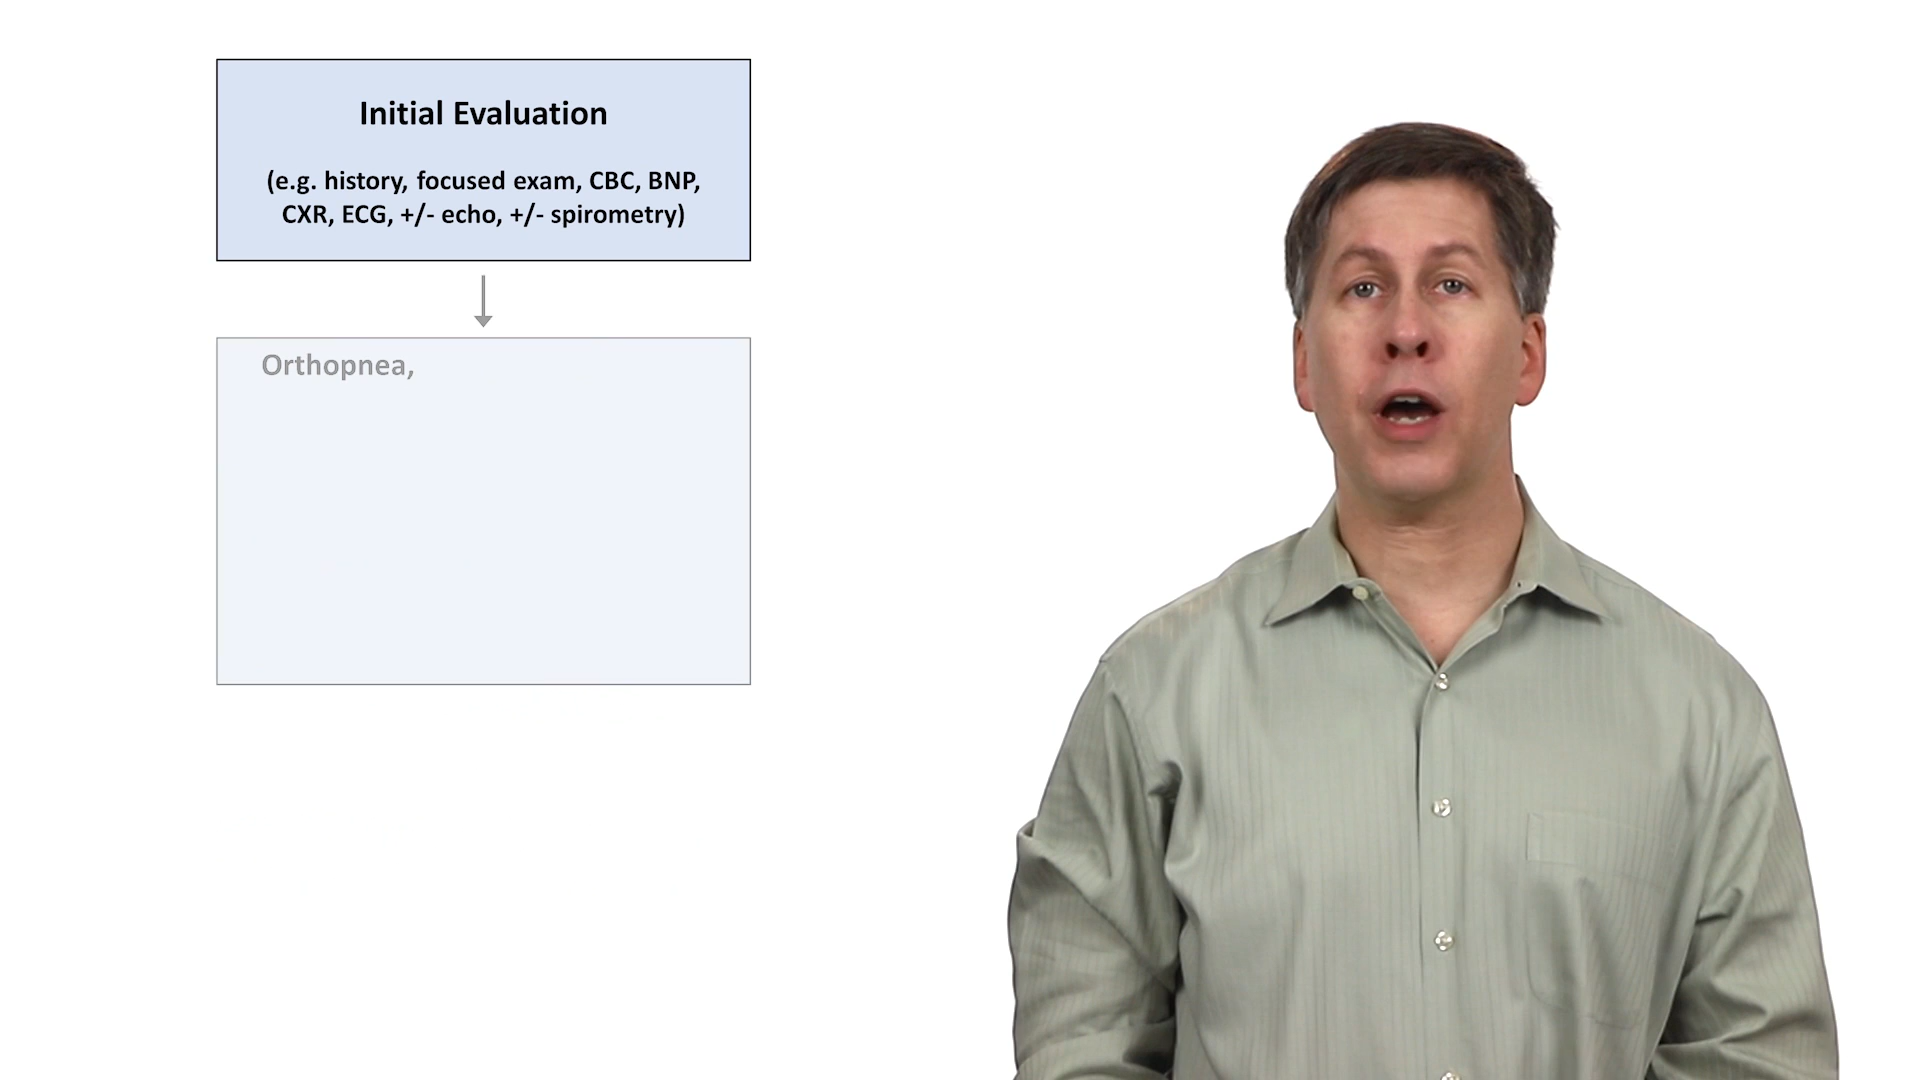 Initial Evaluation
(e.g. history, focused exam, CBC, BNP,
CXR, ECG, +/- echo, +/- spirometry)
Orthopnea,